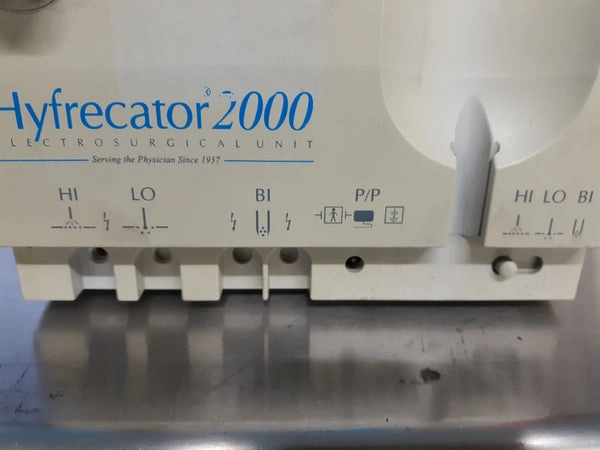 Hyfrecator 2000
ELECTROSURGICAL UNIT
Serving the Physician Since 1937
HI LO BI P/P
HI LO BI